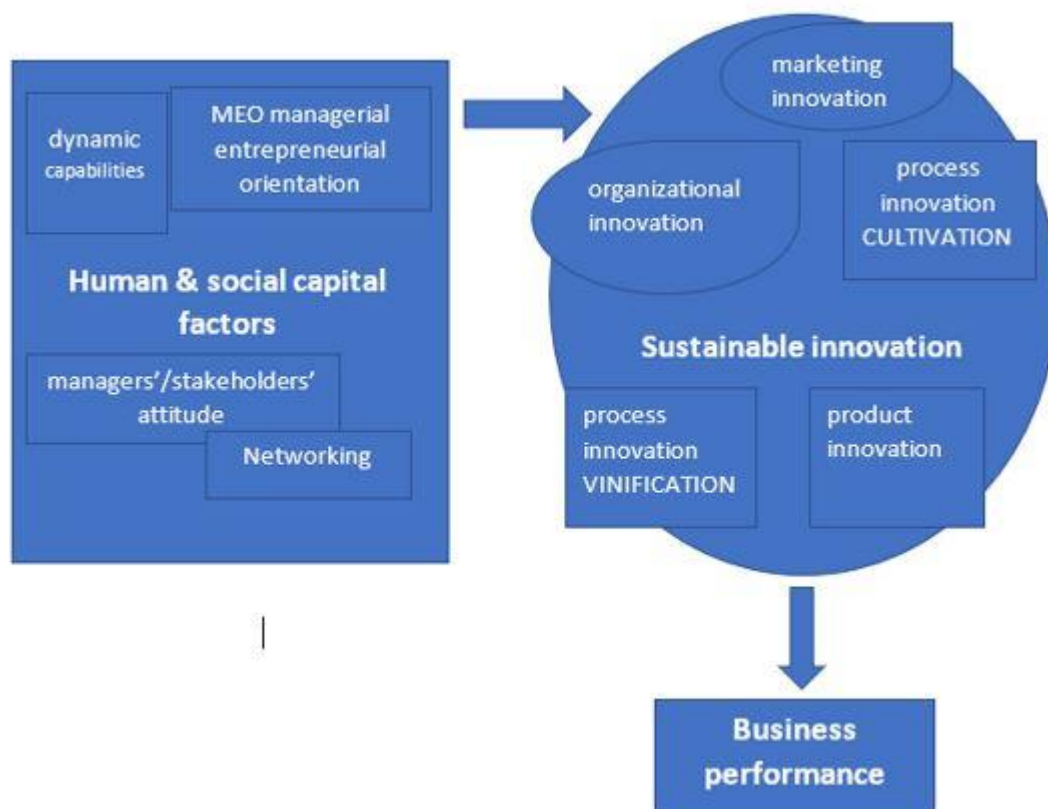 dynamic
capabilities
MEO managerial
entrepreneurial
orientation
Human & social capital
factors
managers’/stakeholders’
attitude
Networking
marketing
innovation
organizational
innovation
process
innovation
CULTIVATION
Sustainable innovation
process
innovation
VINIFICATION
product
innovation
Business
performance